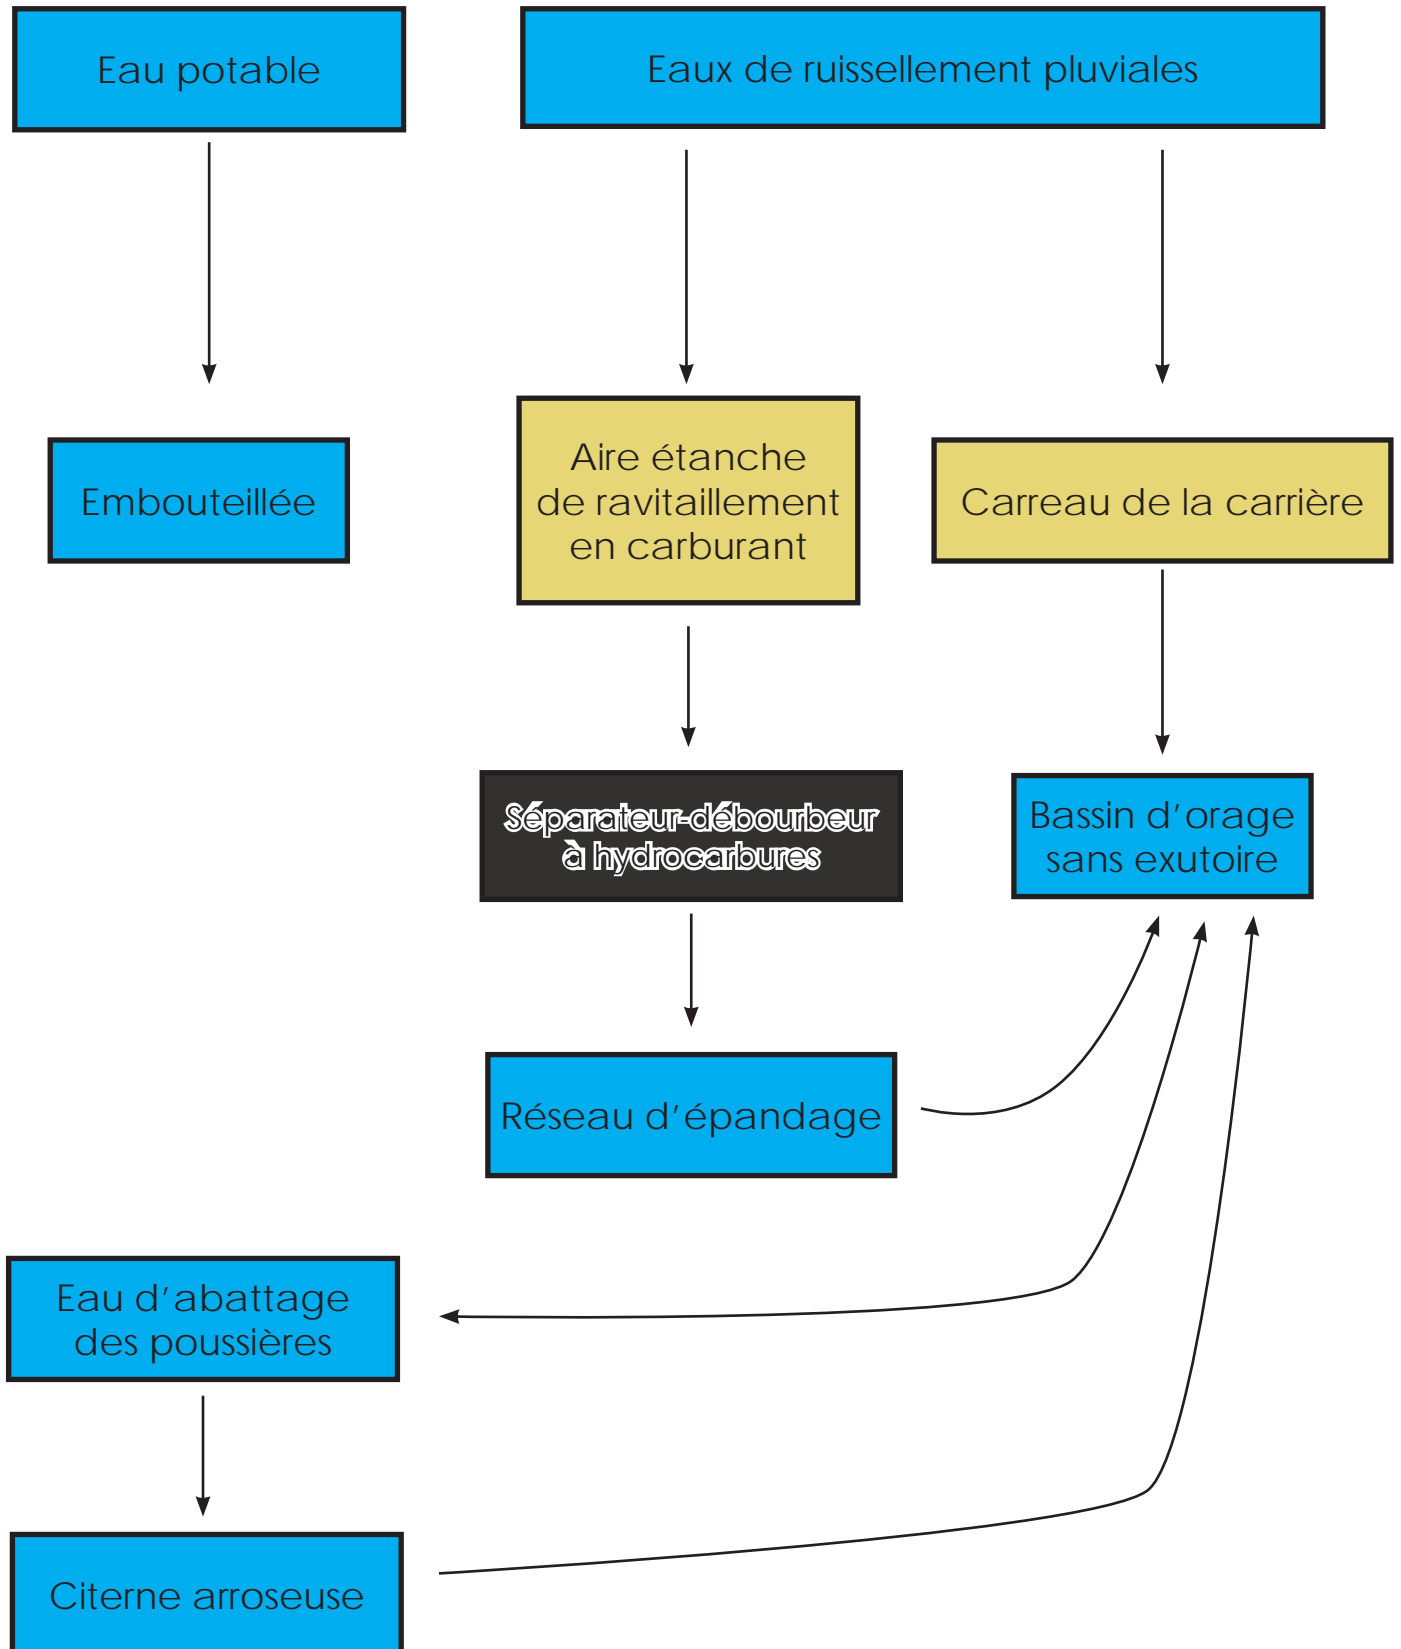 Eau potable
Eaux de ruissellement pluviales
Embouteillée
Aire étanche
de ravitaillement
en carburant
Carreau de la carrière
Séparateur-débourbeur
à hydrocarbures
Bassin d'orage
sans exutoire
Réseau d'épandage
Eau d'abattage
des poussières
Citerne arroseuse